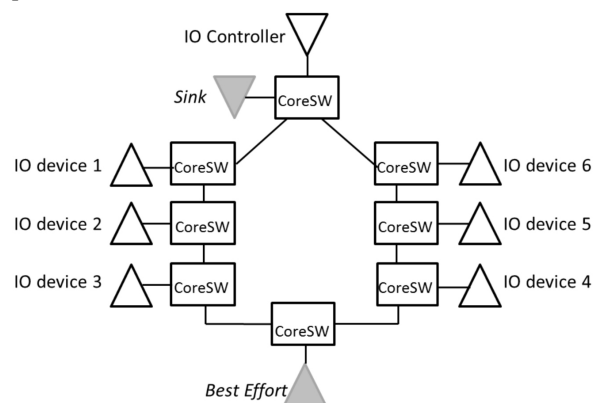 IO Controller
Sink
CoreSW
IO device 1
CoreSW
CoreSW
IO device 6
IO device 2
CoreSW
CoreSW
IO device 5
IO device 3
CoreSW
CoreSW
IO device 4
CoreSW
Best Effort